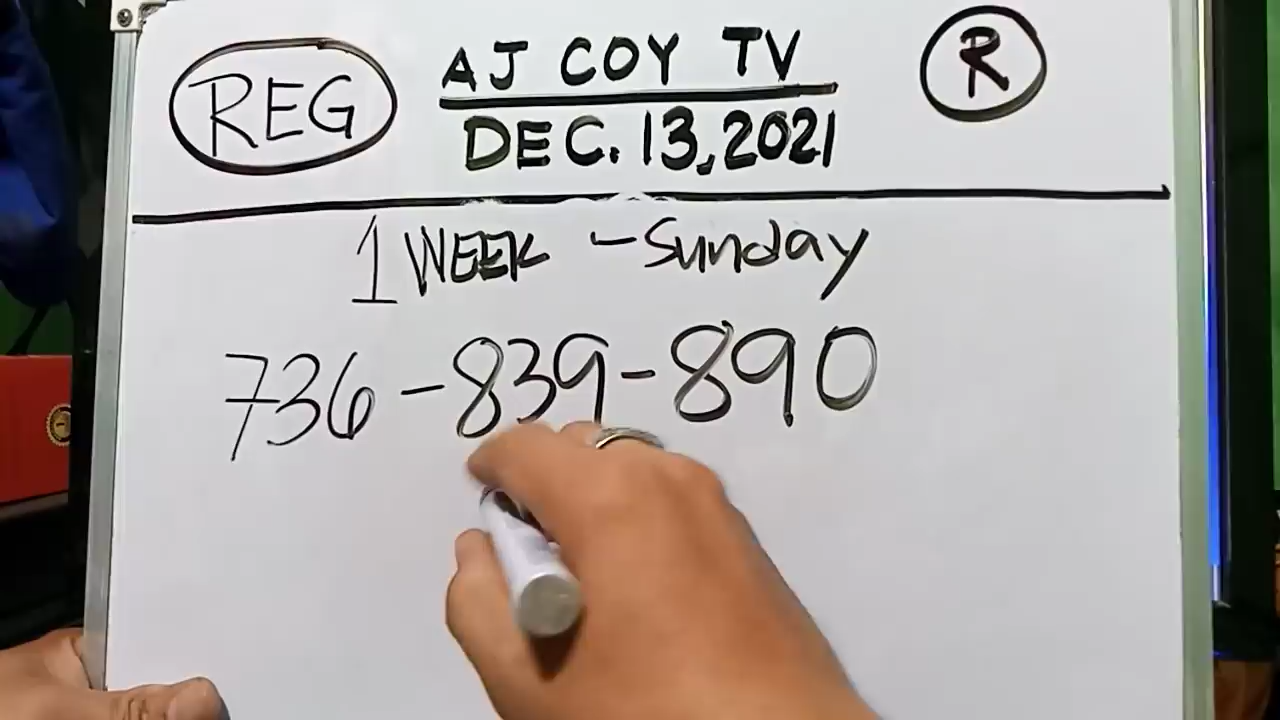 REG
AJ COY TV
R
DEC. 13, 2021
1 WEEK - Sunday
736 - 839 - 890